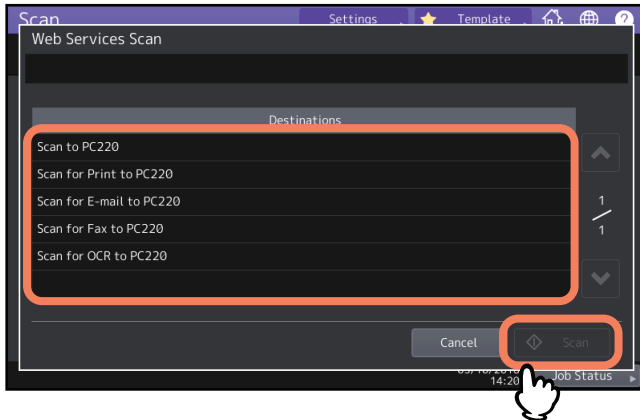 Scan
Settings
Template
?
Web Services Scan
Destinations
Scan to PC220
Scan for Print to PC220
Scan for E-mail to PC220
Scan for Fax to PC220
Scan for OCR to PC220
1
1
Cancel
Scan
14:20
Job Status